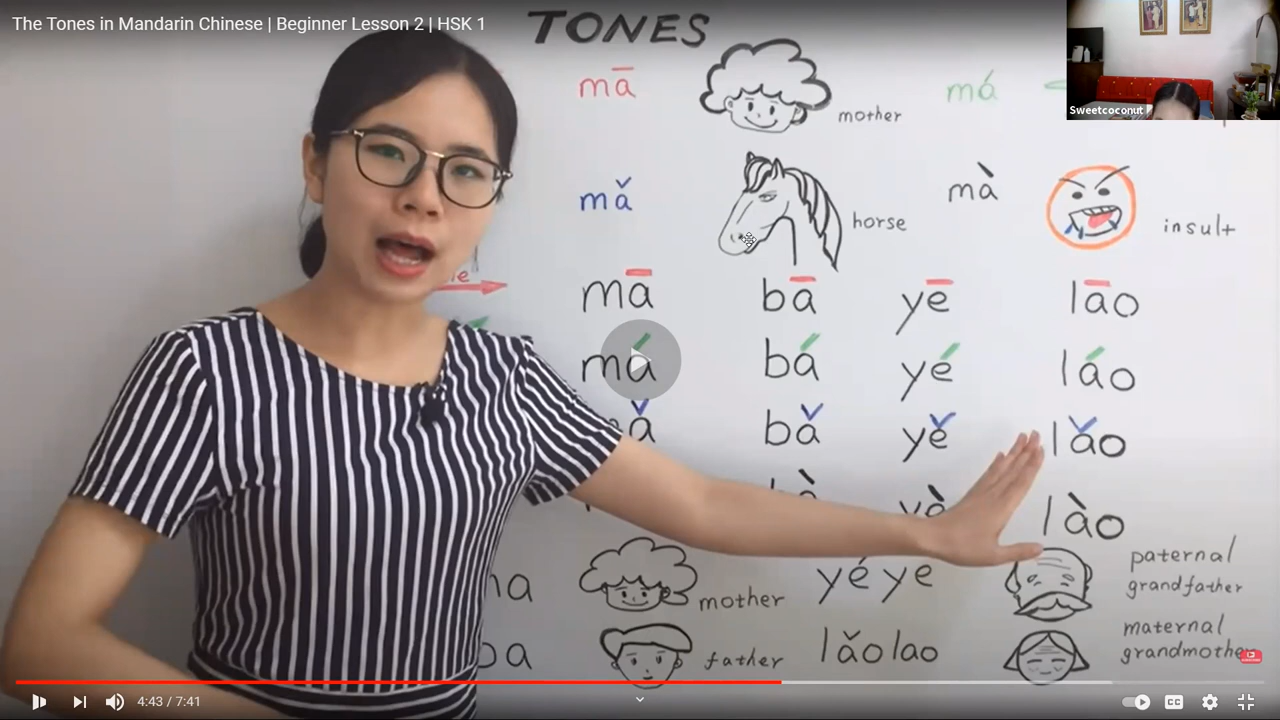 The Tones in Mandarin Chinese | Beginner Lesson 2 | HSK 1
TONES
mā mother má
Sweetcoconut
mǎ horse mà insult
mā bā yē lāo
má bá yé láo
bǎ yě lǎo
yè lào
mother yéye paternal grandfather
father lǎolao maternal grandmother
4:43 / 7:41
CC